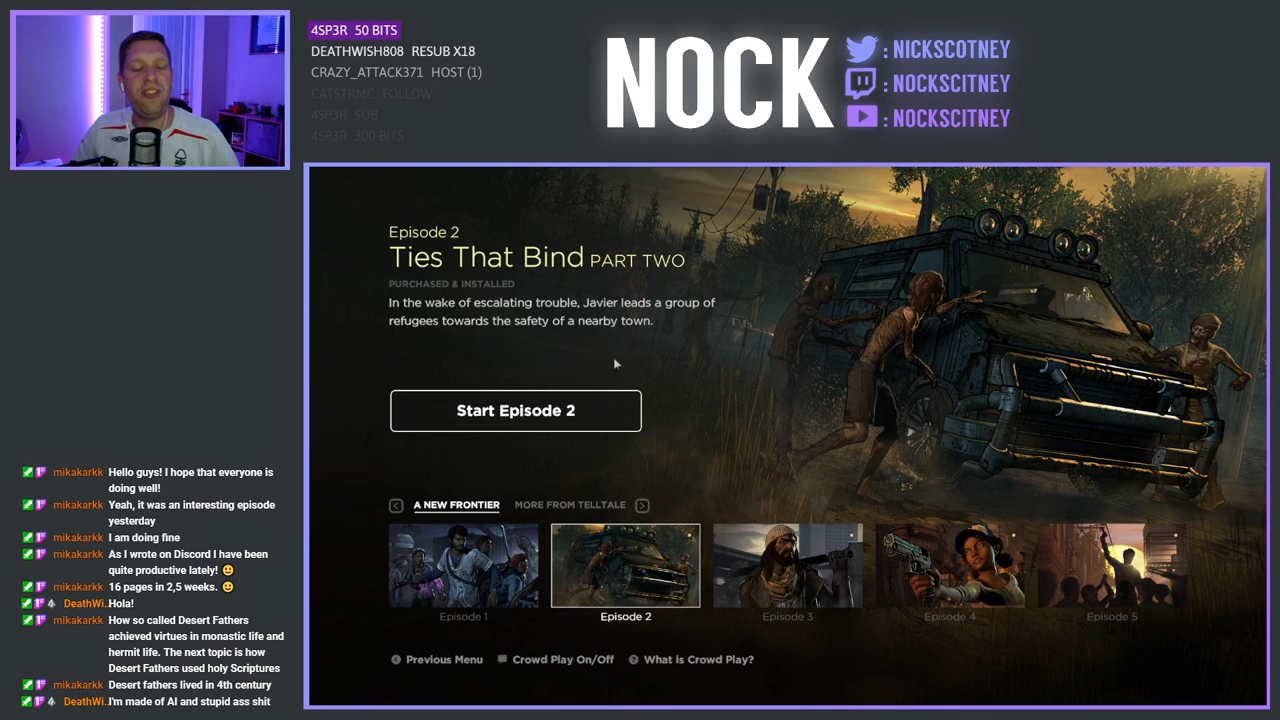 4SP3R 50 BITS
DEATHWISH808 RESUB X18
CRAZY_ATTACK371 HOST (1)
CATSTRMC FOLLOW
4SP3R SUB
4SP3R 300 BITS
NOCK
: NICKSCOTNEY
: NOCKSCITNEY
: NOCKSCITNEY
Episode 2
Ties That Bind PART TWO
PURCHASED & INSTALLED
In the wake of escalating trouble, Javier leads a group of
refugees towards the safety of a nearby town.
Start Episode 2
A NEW FRONTIER MORE FROM TELLTALE
Episode 1 Episode 2 Episode 3 Episode 4 Episode 5
Previous Menu Crowd Play On/Off What is Crowd Play?
mikakarkk Hello guys! I hope that everyone is
doing well!
mikakarkk Yeah, it was an interesting episode
yesterday
mikakarkk I am doing fine
mikakarkk As I wrote on Discord I have been
quite productive lately! 🙂
mikakarkk 16 pages in 2,5 weeks. 🙂
DeathWi.. Hola!
mikakarkk How so called Desert Fathers
achieved virtues in monastic life and
hermit life. The next topic is how
Desert Fathers used holy Scriptures
mikakarkk Desert fathers lived in 4th century
DeathWi.. I'm made of AI and stupid ass shit